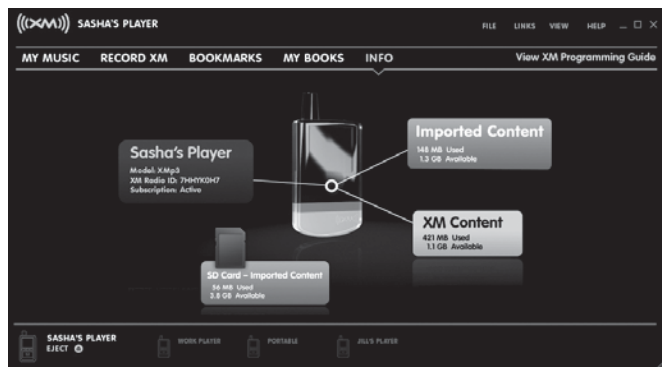 ((XM)) SASHA'S PLAYER
FILE LINKS VIEW HELP
MY MUSIC RECORD XM BOOKMARKS MY BOOKS INFO View XM Programming Guide
Sasha's Player
Model: XMp3
XM Radio ID: 7HHYK0H7
Subscription: Active
Imported Content
148 MB Used
1.3 GB Available
XM Content
421 MB Used
1.1 GB Available
SD Card – Imported Content
56 MB Used
3.8 GB Available
SASHA'S PLAYER
EJECT
WORK PLAYER
PORTABLE
JILL'S PLAYER